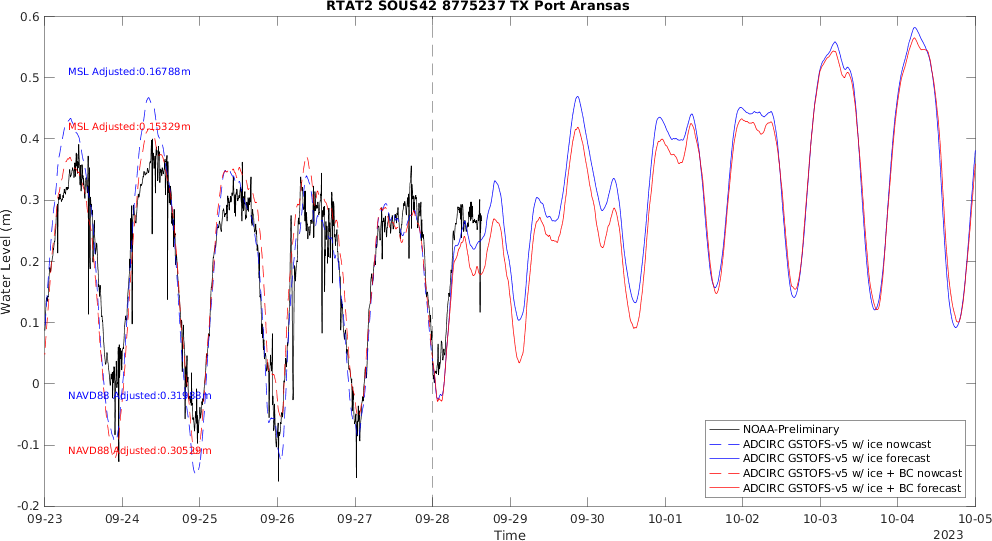 RTAT2 SOUS42 8775237 TX Port Aransas
0.6
0.5
0.4
0.3
0.2
0.1
0
-0.1
-0.2
Water Level (m)
MSL Adjusted:0.16788m
MSL Adjusted:0.15329m
NAVD88 Adjusted:0.31988m
NAVD88 Adjusted:0.30529m
NOAA-Preliminary
ADCIRC GSTOFS-v5 w/ ice nowcast
ADCIRC GSTOFS-v5 w/ ice forecast
ADCIRC GSTOFS-v5 w/ ice + BC nowcast
ADCIRC GSTOFS-v5 w/ ice + BC forecast
09-23 09-24 09-25 09-26 09-27 09-28 09-29 09-30 10-01 10-02 10-03 10-04 10-05
Time
2023